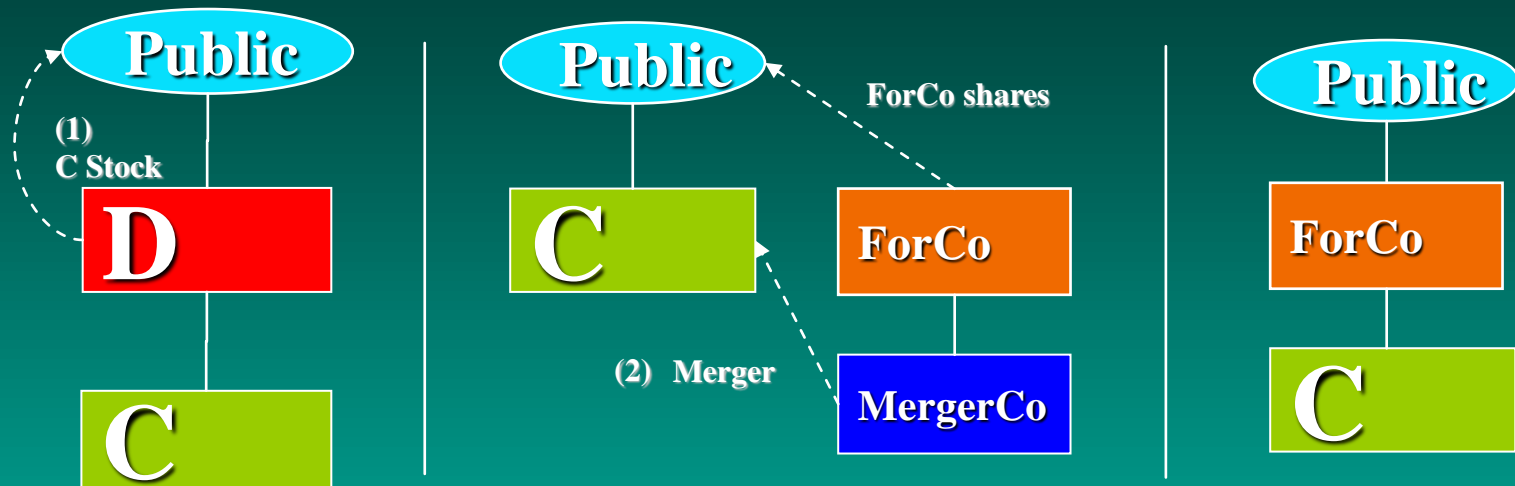 Public
(1)
C Stock
D
C
Public
ForCo shares
C
ForCo
(2) Merger
MergerCo
Public
ForCo
C